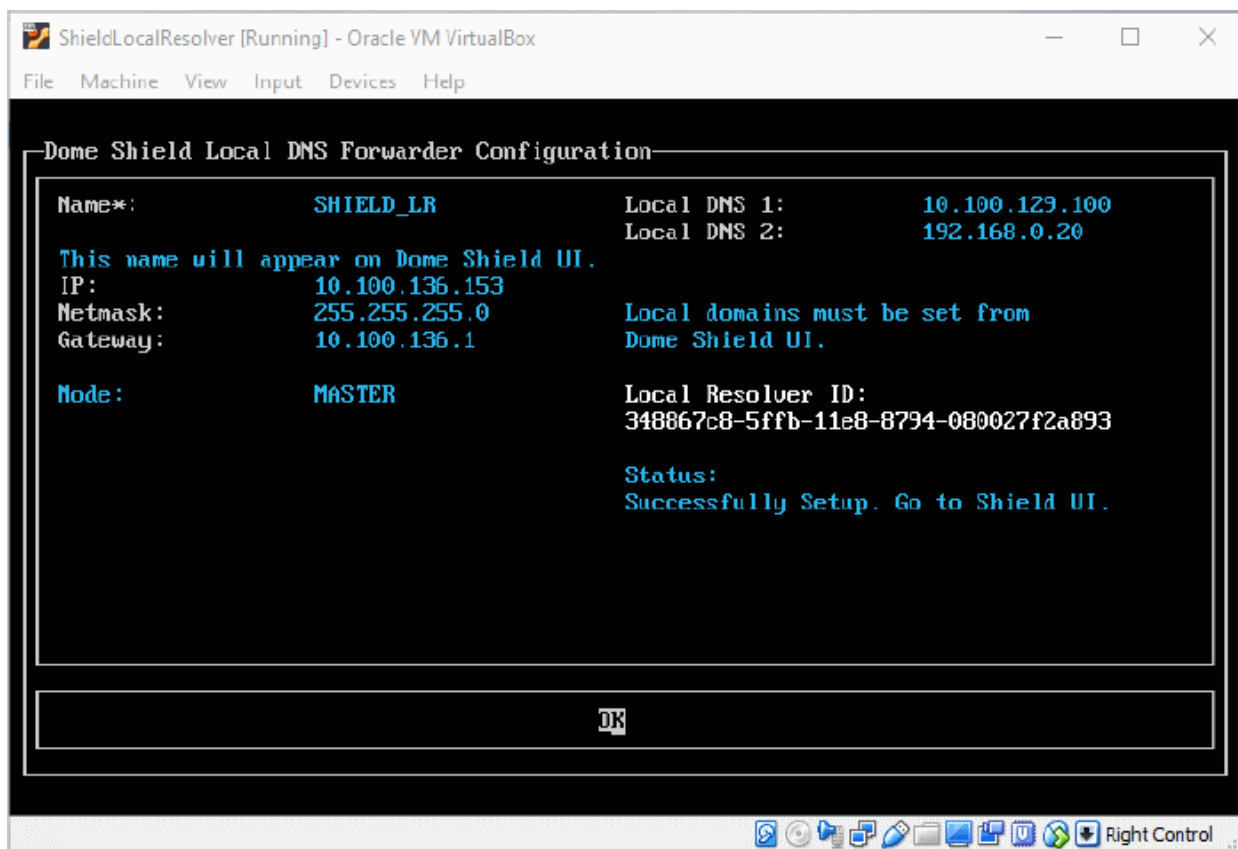 ShieldLocalResolver [Running] - Oracle VM VirtualBox
File Machine View Input Devices Help
Dome Shield Local DNS Forwarder Configuration
Name*: SHIELD_LR
This name will appear on Dome Shield UI.
IP: 10.100.136.153
Netmask: 255.255.255.0
Gateway: 10.100.136.1
Node: MASTER
Local DNS 1: 10.100.129.100
Local DNS 2: 192.168.0.20
Local domains must be set from
Dome Shield UI.
Local Resolver ID:
348867c8-5ffb-11e8-8794-080027f2a893
Status:
Successfully Setup. Go to Shield UI.
OK
Right Control